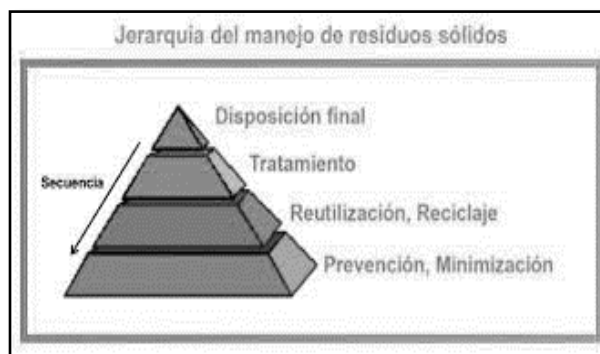 Jerarquia del manejo de residuos sólidos
Disposición final
Tratamiento
Secuencia
Reutilización, Reciclaje
Prevención, Minimización